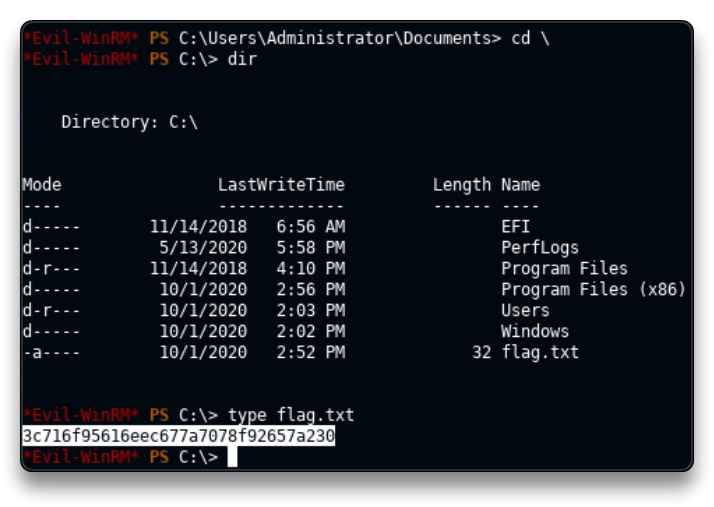 *Evil-WinRM* PS C:\Users\Administrator\Documents> cd \
*Evil-WinRM* PS C:\> dir
Directory: C:\
Mode LastWriteTime Length Name
---- ------------- ------ ----
d----- 11/14/2018 6:56 AM EFI
d----- 5/13/2020 5:58 PM PerfLogs
d-r--- 11/14/2018 4:10 PM Program Files
d----- 10/1/2020 2:56 PM Program Files (x86)
d-r--- 10/1/2020 2:03 PM Users
d----- 10/1/2020 2:02 PM Windows
-a---- 10/1/2020 2:52 PM 32 flag.txt
*Evil-WinRM* PS C:\> type flag.txt
3c716f95616eec677a7078f92657a230
*Evil-WinRM* PS C:\>